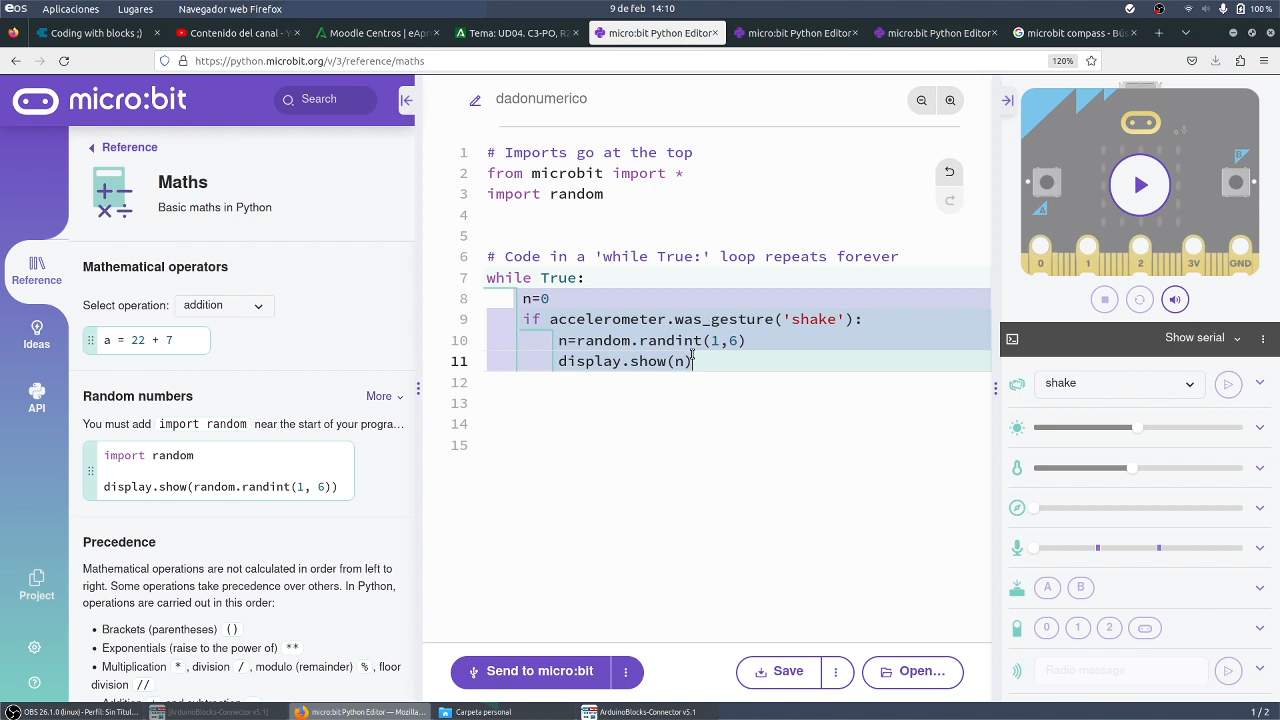 Aplicaciones Lugares Navegador web Firefox 9 de feb 14:10 100 %
Coding with blocks ;) Contenido del canal - Y Moodle Centros | eApr Tema: UD04. C3-PO, R2 micro:bit Python Editor micro:bit Python Editor micro:bit Python Editor microbit compass - Bús
https://python.microbit.org/v/3/reference/maths 120%
micro:bit
Search
Reference
Maths
Basic maths in Python
Reference
Ideas
API
Project
Mathematical operators
Select operation: addition
a = 22 + 7
Random numbers More
You must add import random near the start of your progra…
import random
display.show(random.randint(1, 6))
Precedence
Mathematical operations are not calculated in order from left to
right. Some operations take precedence over others. In Python,
operations are carried out in this order:
Brackets (parentheses) ()
Exponentials (raise to the power of) **
Multiplication *, division /, modulo (remainder) %, floor
division //
dadonumerico
1 # Imports go at the top
2 from microbit import *
3 import random
4
5
6 # Code in a 'while True:' loop repeats forever
7 while True:
8 n=0
9 if accelerometer.was_gesture('shake'):
10 n=random.randint(1,6)
11 display.show(n)
12
13
14
15
Send to micro:bit
Save
Open...
A
B
0 1 2 3V GND
Show serial
shake
A B
0 1 2
Radio message
OBS 26.1.0 (linux) - Perfil: Sin Titul… [ArduinoBlocks-Connector v5.1] micro:bit Python Editor — Mozilla… Carpeta personal ArduinoBlocks-Connector v5.1 1 / 2